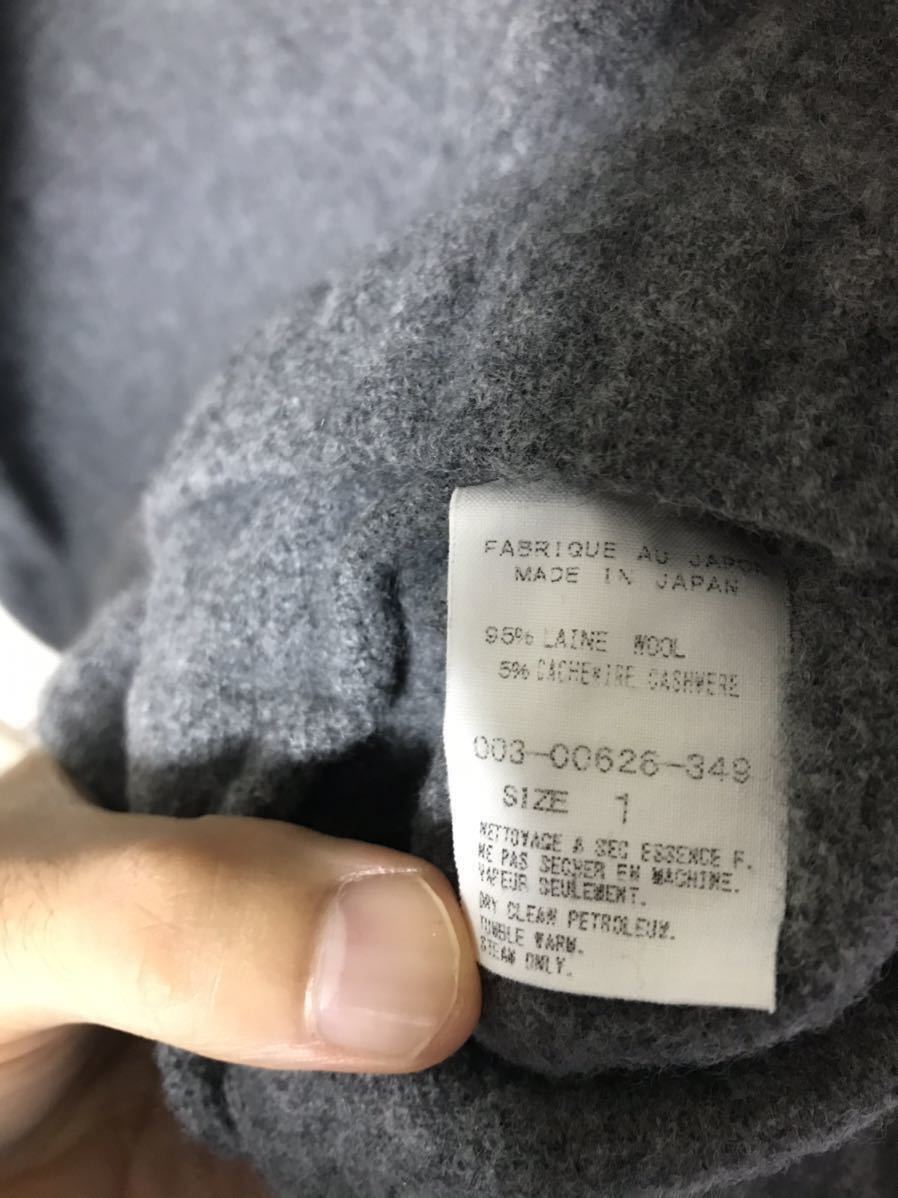 FABRIQUE AU JAPON
MADE IN JAPAN
95% LAINE WOOL
5% CACHEMIRE CASHMERE
003-00626-349
SIZE 1
NETTOYAGE A SEC ESSENCE F.
NE PAS SECHER EN MACHINE.
VAPEUR SEULEMENT.
DRY CLEAN PETROLEUM.
TUMBLE WARM.
STEAM ONLY.